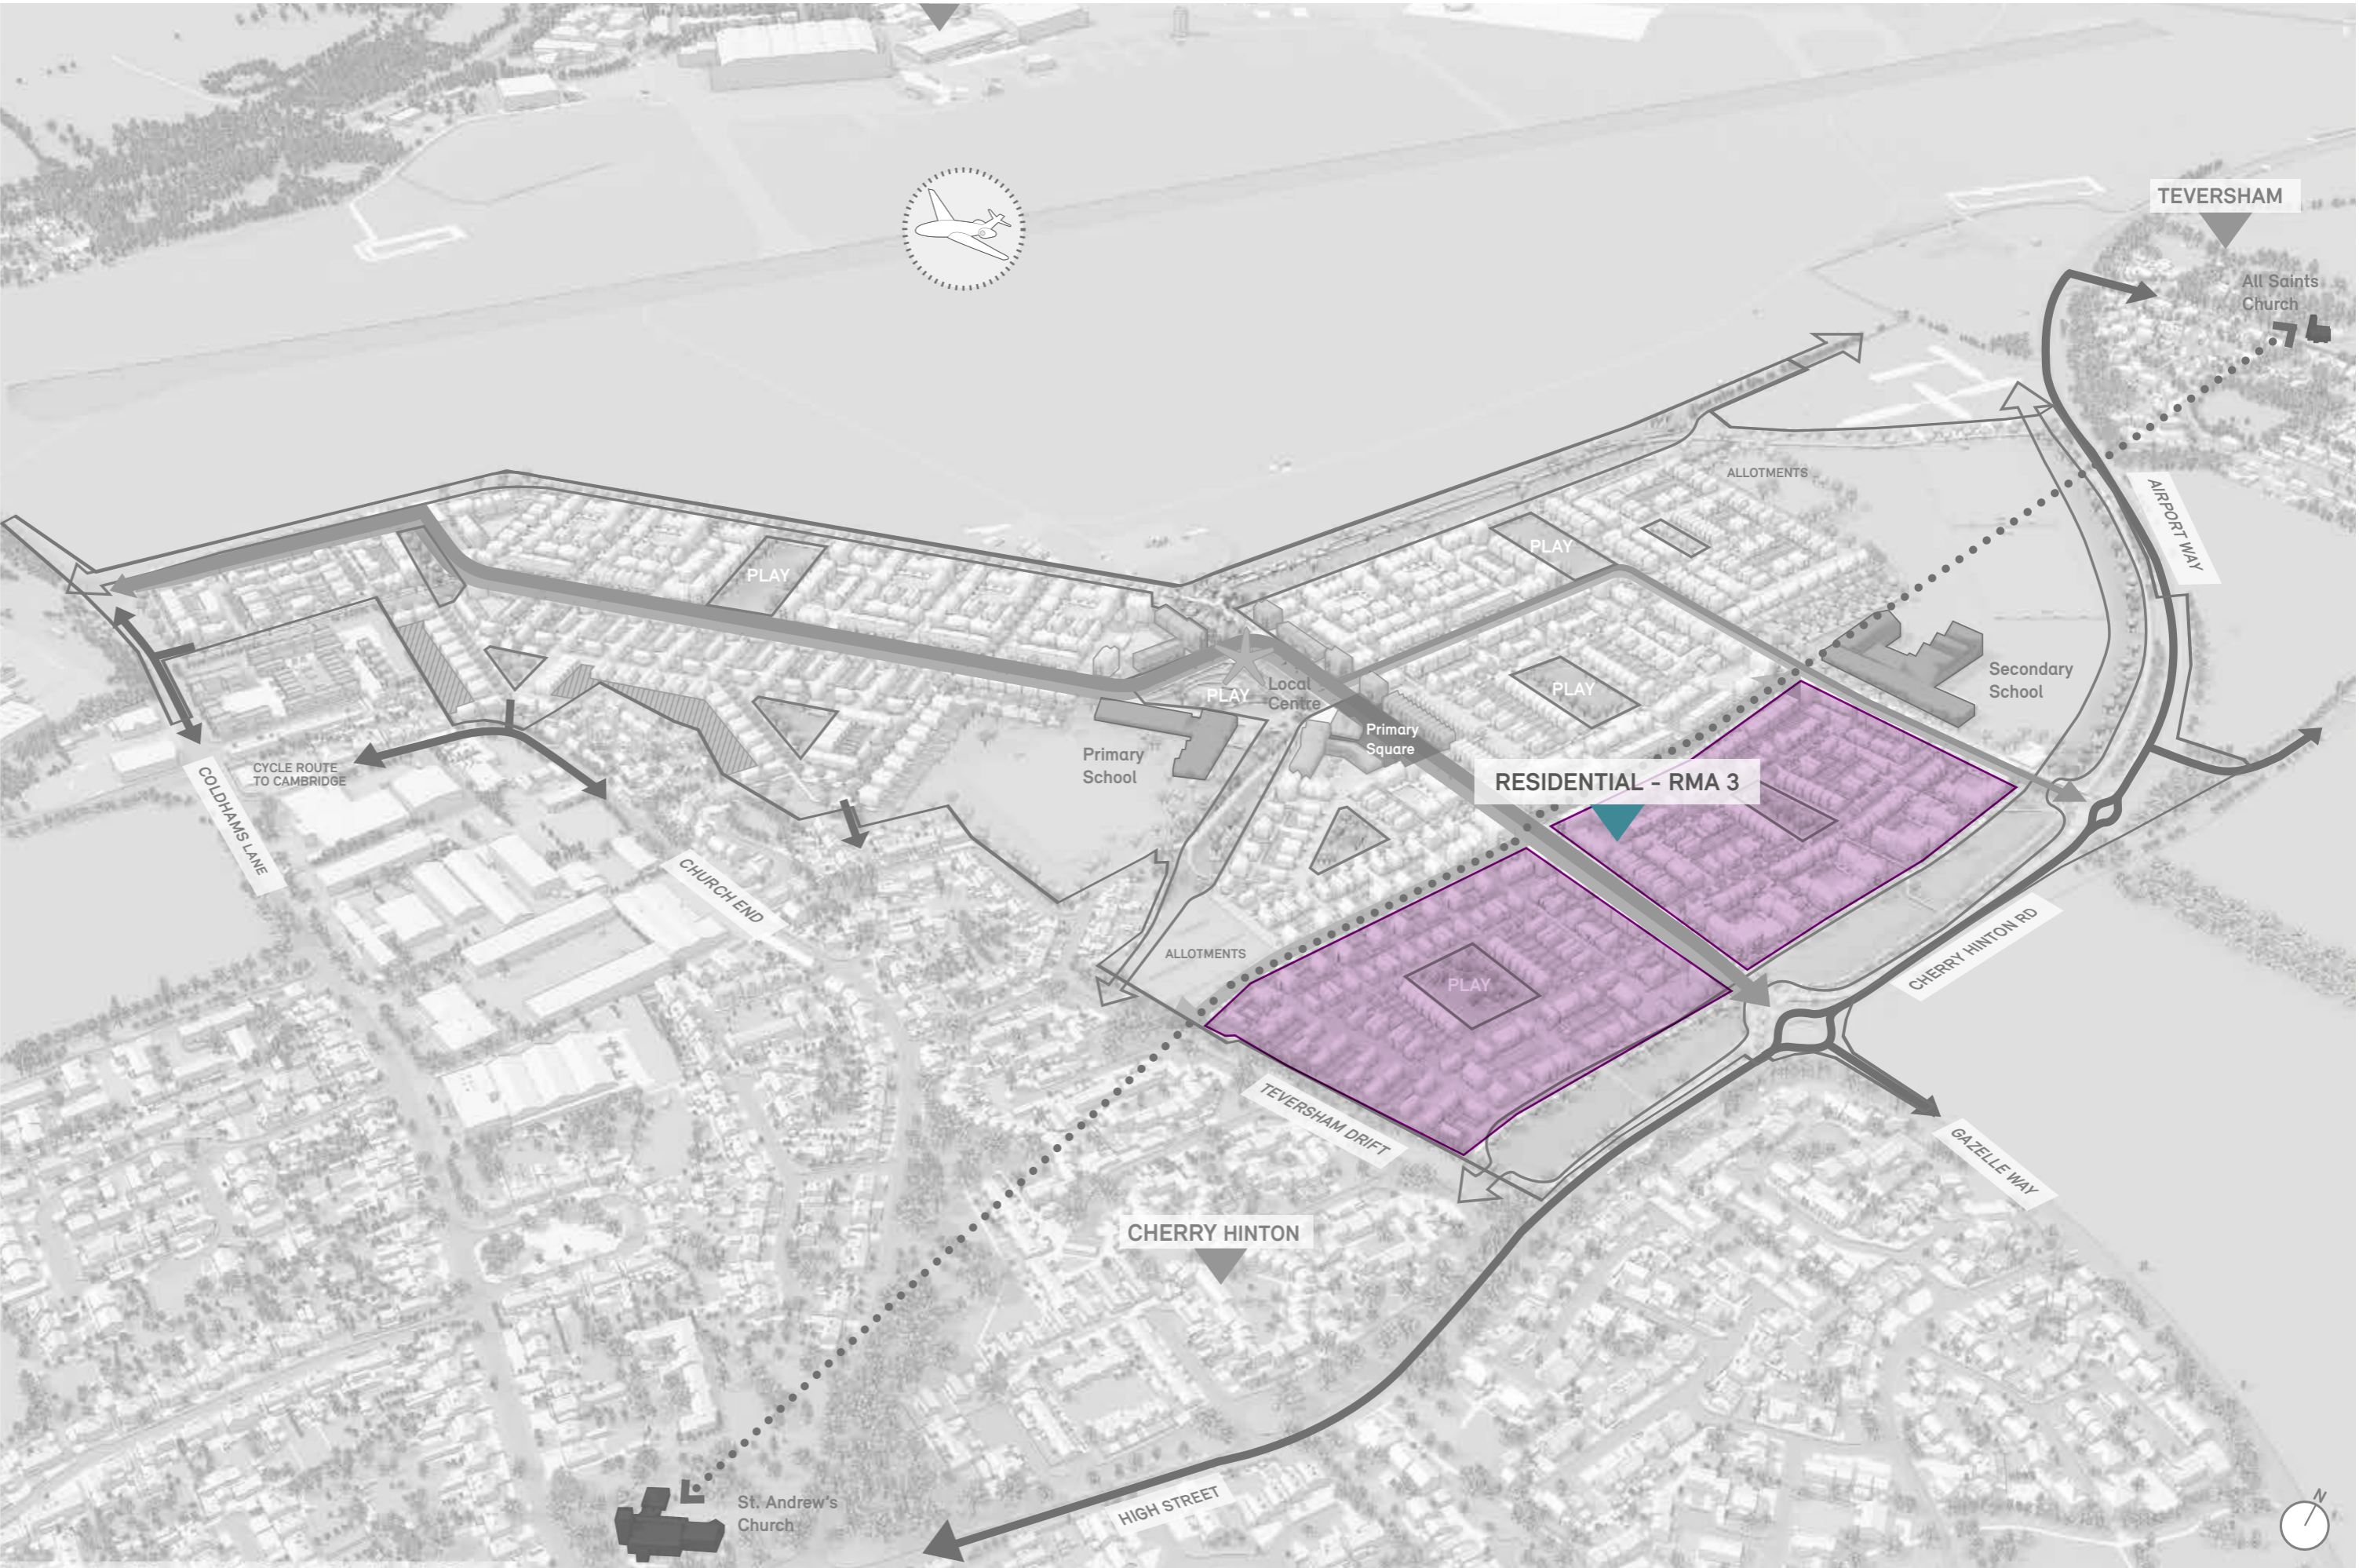 TEVERSHAM
All Saints
Church
ALLOTMENTS
AIRPORT WAY
PLAY
PLAY
Secondary
School
PLAY
PLAY
Local
Centre
Primary
Square
Primary
School
RESIDENTIAL - RMA 3
CYCLE ROUTE
TO CAMBRIDGE
COLDHAMS LANE
CHURCH END
ALLOTMENTS
CHERRY HINTON RD
PLAY
TEVERSHAM DRIFT
GAZELLE WAY
CHERRY HINTON
HIGH STREET
St. Andrew's
Church
N